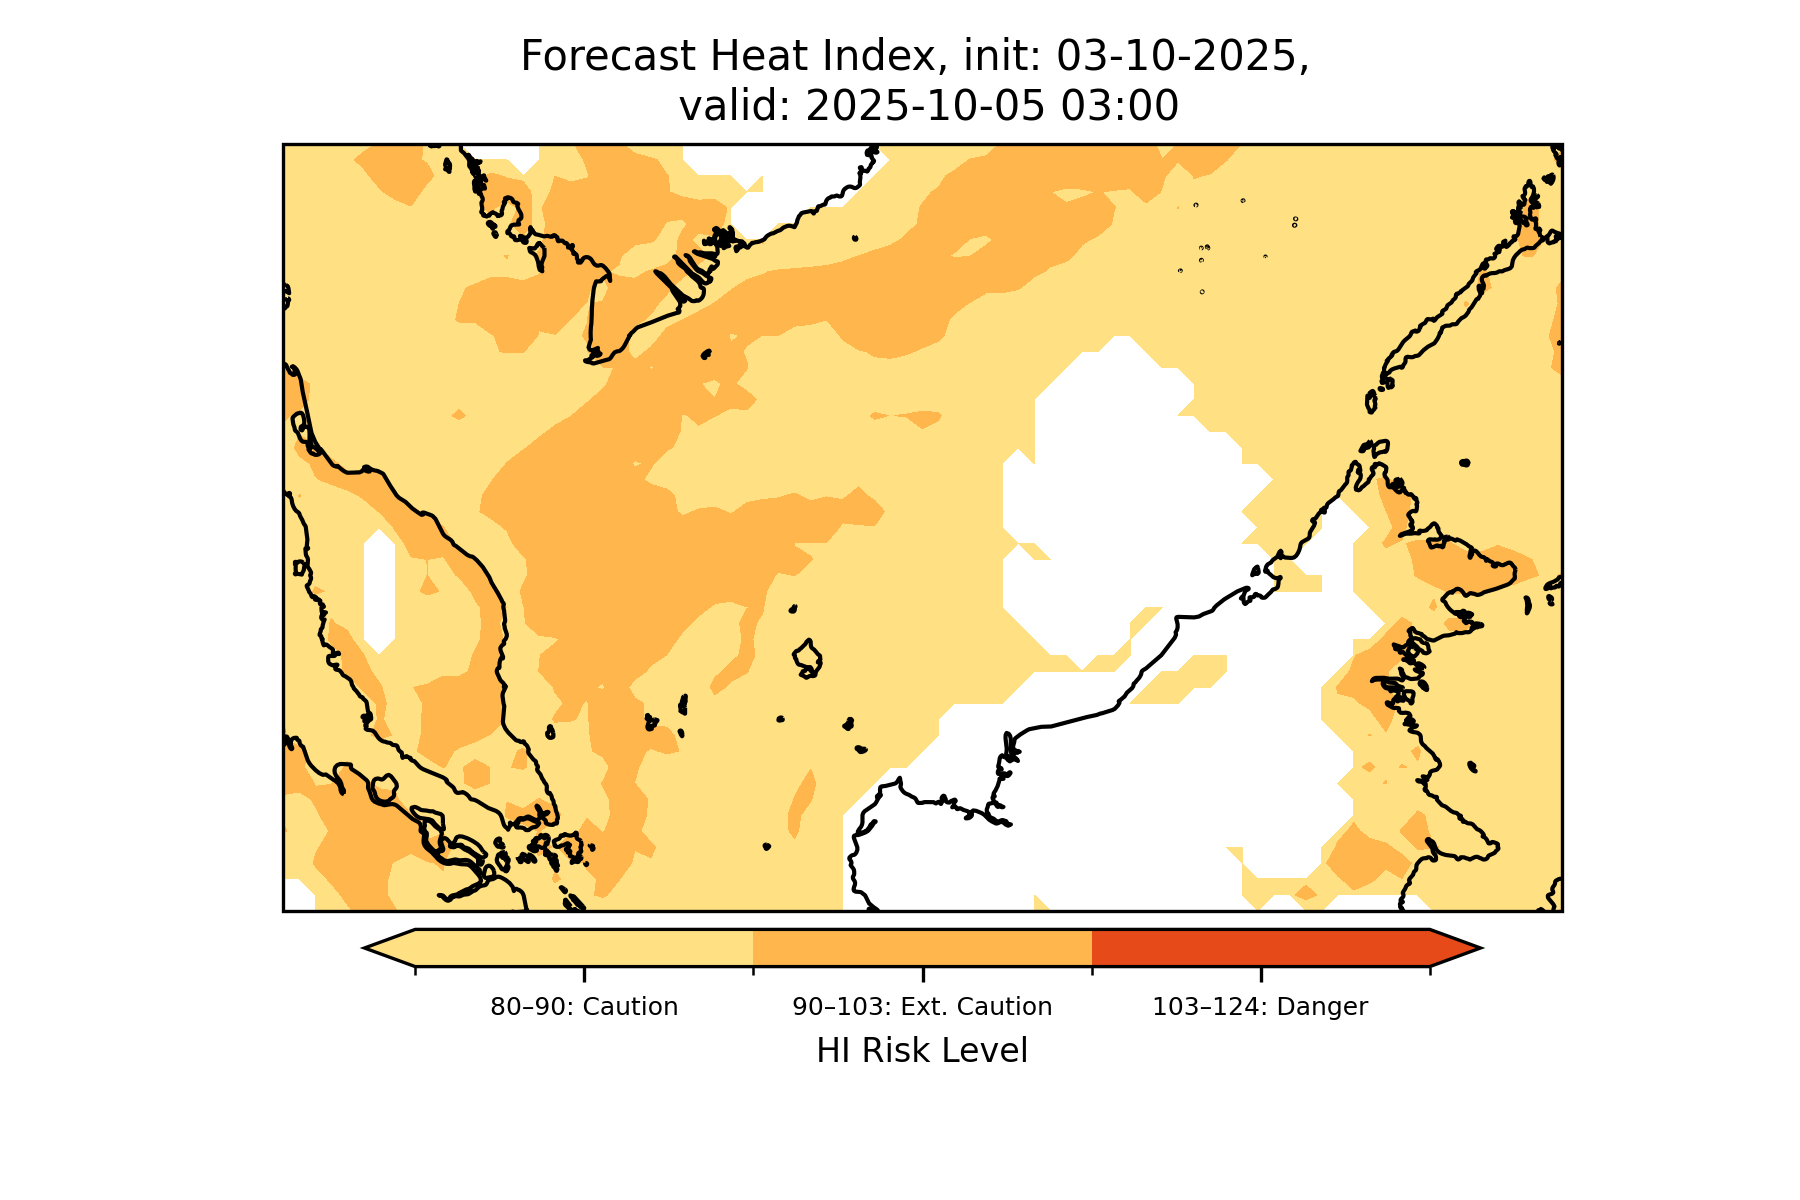 Forecast Heat Index, init: 03-10-2025,
valid: 2025-10-05 03:00
80–90: Caution
90–103: Ext. Caution
103–124: Danger
HI Risk Level